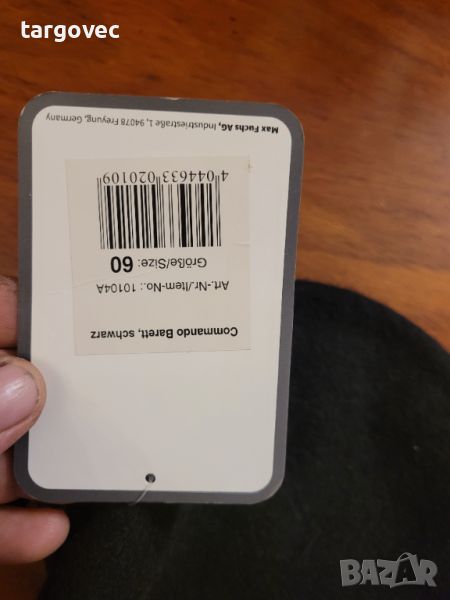 targovec
Commando Barett, schwarz
Art.-Nr./Item-No.: 10104A
Größe/Size: 60
4 044633 020109
Max Fuchs AG, Industriestraße 1, 94078 Freyung, Germany
BAZAR